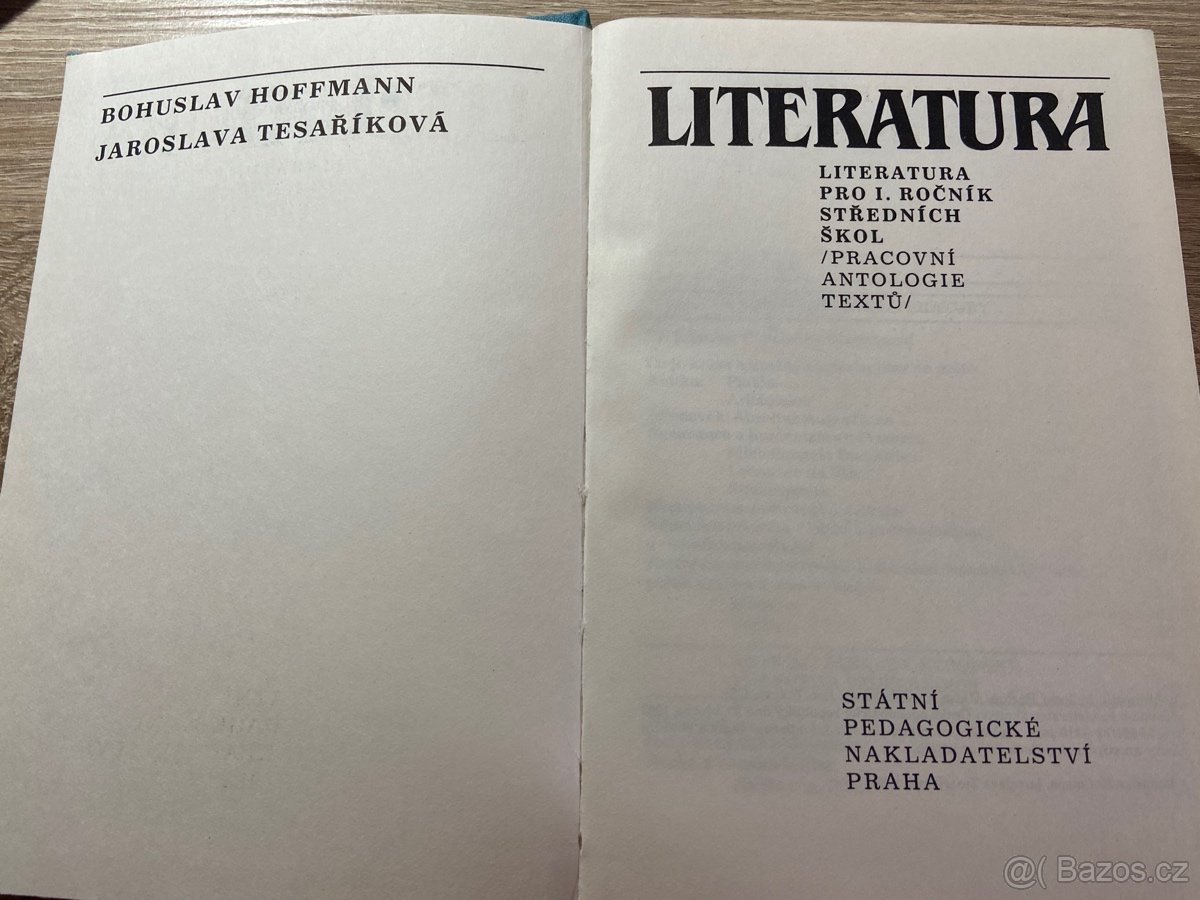 BOHUSLAV HOFFMANN
JAROSLAVA TESAŘÍKOVÁ
LITERATURA
LITERATURA
PRO I. ROČNÍK
STŘEDNÍCH
ŠKOL
/PRACOVNÍ
ANTOLOGIE
TEXTŮ/
STÁTNÍ
PEDAGOGICKÉ
NAKLADATELSTVÍ
PRAHA
@( Bazos.cz